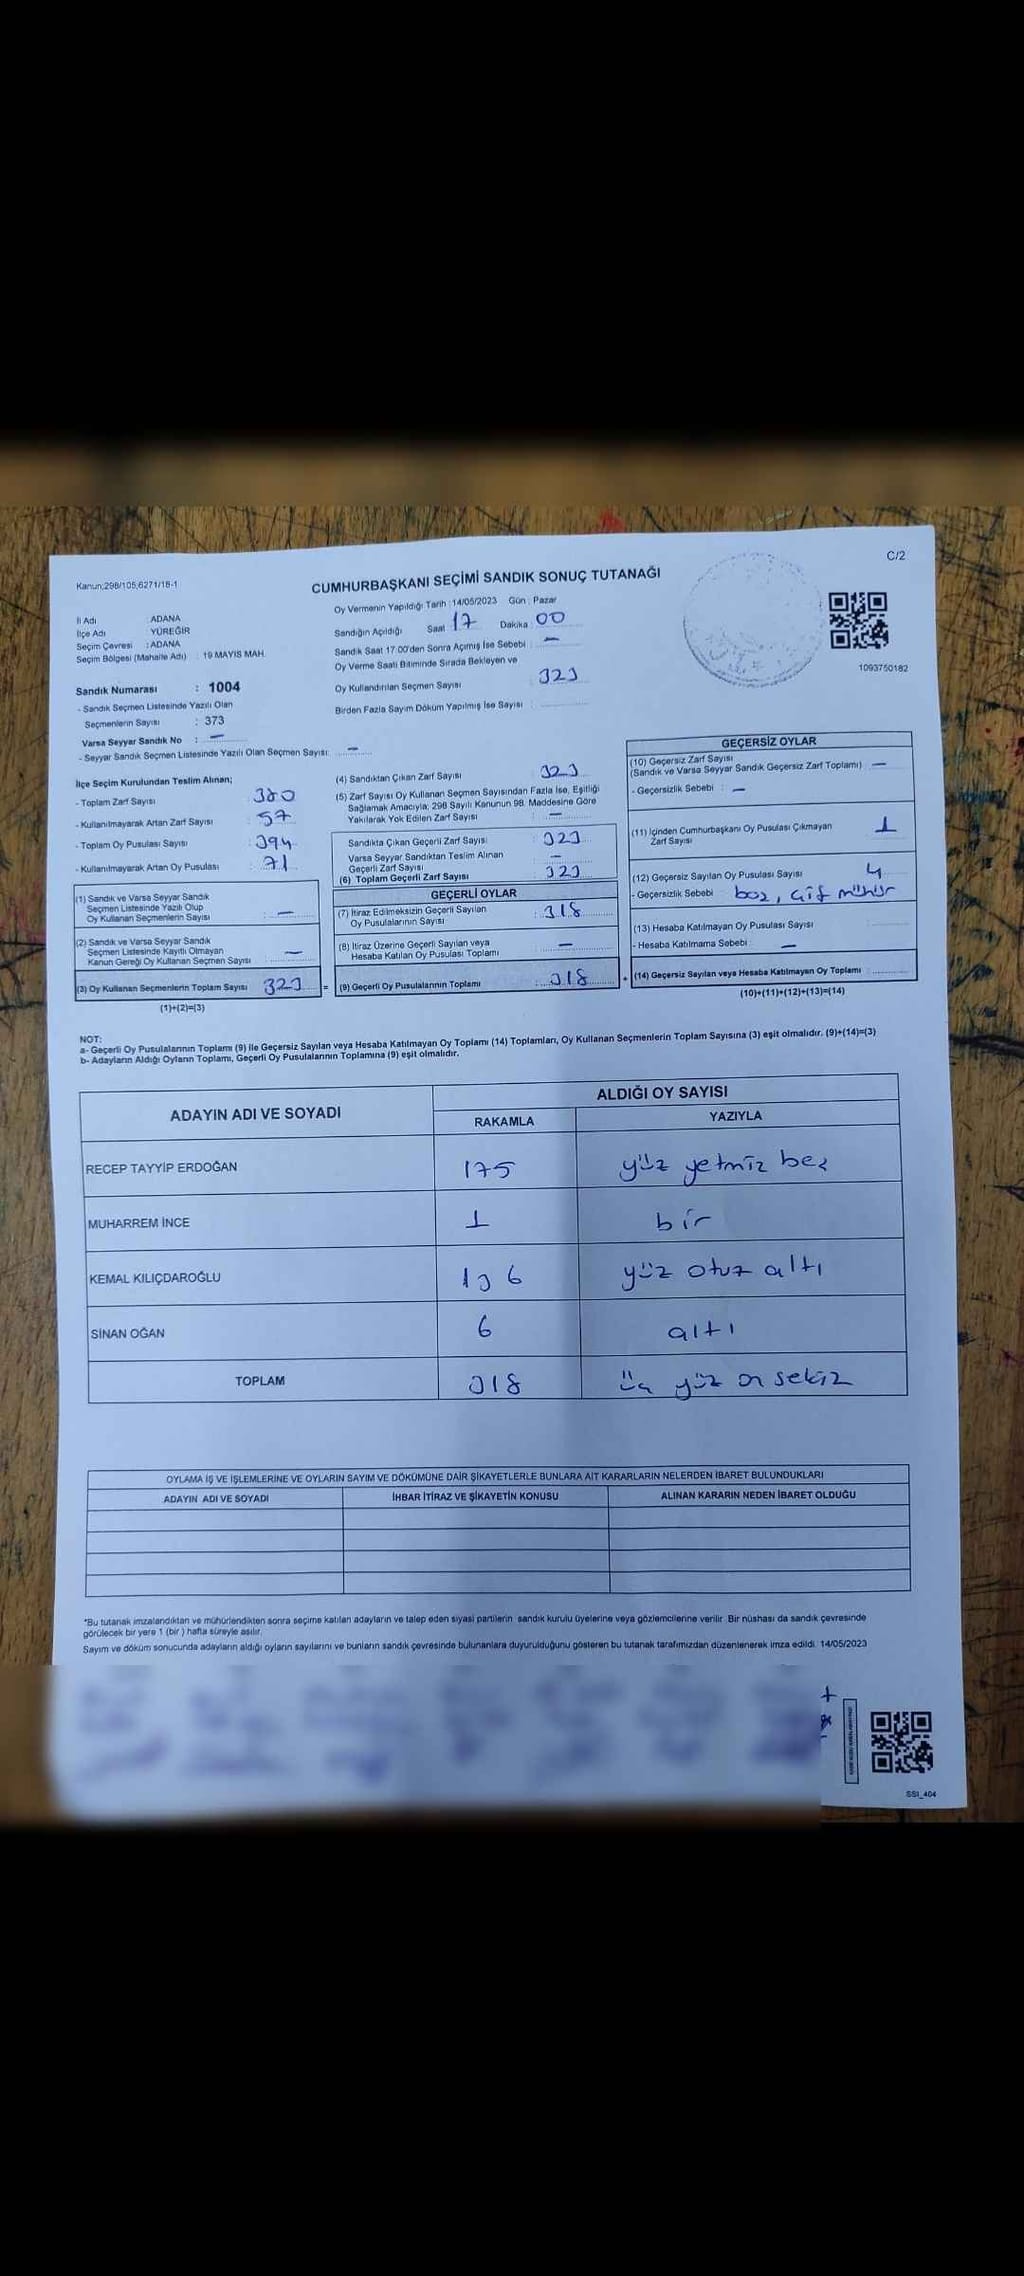 C/2
Kanun:298/105,6271/18-1
CUMHURBAŞKANI SEÇİMİ SANDIK SONUÇ TUTANAĞI
İl Adı : ADANA
İlçe Adı : YÜREĞİR
Seçim Çevresi : ADANA
Seçim Bölgesi (Mahalle Adı) : 19 MAYIS MAH.
Sandık Numarası : 1004
- Sandık Seçmen Listesinde Yazılı Olan
Seçmenlerin Sayısı : 373
Varsa Seyyar Sandık No : —
- Seyyar Sandık Seçmen Listesinde Yazılı Olan Seçmen Sayısı: —
Oy Vermenin Yapıldığı Tarih : 14/05/2023 Gün : Pazar
Sandığın Açıldığı Saat 17 Dakika : 00
Sandık Saat 17.00'den Sonra Açılmış İse Sebebi : —
Oy Verme Saati Bitiminde Sırada Bekleyen ve
Oy Kullandırılan Seçmen Sayısı : 323
Birden Fazla Sayım Döküm Yapılmış İse Sayısı :
1093750182
İlçe Seçim Kurulundan Teslim Alınan;
- Toplam Zarf Sayısı : 380
- Kullanılmayarak Artan Zarf Sayısı : 57
- Toplam Oy Pusulası Sayısı : 394
- Kullanılmayarak Artan Oy Pusulası : 71
(1) Sandık ve Varsa Seyyar Sandık
Seçmen Listesinde Yazılı Olup
Oy Kullanan Seçmenlerin Sayısı : —
(2) Sandık ve Varsa Seyyar Sandık
Seçmen Listesinde Kayıtlı Olmayan
Kanun Gereği Oy Kullanan Seçmen Sayısı : —
(3) Oy Kullanan Seçmenlerin Toplam Sayısı 323 =
(1)+(2)=(3)
(4) Sandıktan Çıkan Zarf Sayısı : 323
(5) Zarf Sayısı Oy Kullanan Seçmen Sayısından Fazla İse, Eşitliği
Sağlamak Amacıyla; 298 Sayılı Kanunun 98. Maddesine Göre
Yakılarak Yok Edilen Zarf Sayısı : —
Sandıkta Çıkan Geçerli Zarf Sayısı : 323
Varsa Seyyar Sandıktan Teslim Alınan
Geçerli Zarf Sayısı : —
(6) Toplam Geçerli Zarf Sayısı : 323
GEÇERLİ OYLAR
(7) İtiraz Edilmeksizin Geçerli Sayılan
Oy Pusulalarının Sayısı : 318
(8) İtiraz Üzerine Geçerli Sayılan veya
Hesaba Katılan Oy Pusulası Toplamı : —
(9) Geçerli Oy Pusulalarının Toplamı : 318 +
GEÇERSİZ OYLAR
(10) Geçersiz Zarf Sayısı
(Sandık ve Varsa Seyyar Sandık Geçersiz Zarf Toplamı) : —
- Geçersizlik Sebebi : —
(11) İçinden Cumhurbaşkanı Oy Pusulası Çıkmayan
Zarf Sayısı : 1
(12) Geçersiz Sayılan Oy Pusulası Sayısı : 4
- Geçersizlik Sebebi : boş, çift mühür
(13) Hesaba Katılmayan Oy Pusulası Sayısı :
- Hesaba Katılmama Sebebi : —
(14) Geçersiz Sayılan veya Hesaba Katılmayan Oy Toplamı :
(10)+(11)+(12)+(13)=(14)
NOT:
a- Geçerli Oy Pusulalarının Toplamı (9) ile Geçersiz Sayılan veya Hesaba Katılmayan Oy Toplamı (14) Toplamları, Oy Kullanan Seçmenlerin Toplam Sayısına (3) eşit olmalıdır. (9)+(14)=(3)
b- Adayların Aldığı Oyların Toplamı, Geçerli Oy Pusulalarının Toplamına (9) eşit olmalıdır.
ADAYIN ADI VE SOYADI
ALDIĞI OY SAYISI
RAKAMLA YAZIYLA
RECEP TAYYİP ERDOĞAN 175 yüz yetmiş beş
MUHARREM İNCE 1 bir
KEMAL KILIÇDAROĞLU 136 yüz otuz altı
SİNAN OĞAN 6 altı
TOPLAM 318 üç yüz on sekiz
OYLAMA İŞ VE İŞLEMLERİNE VE OYLARIN SAYIM VE DÖKÜMÜNE DAİR ŞİKAYETLERLE BUNLARA AİT KARARLARIN NELERDEN İBARET BULUNDUKLARI
ADAYIN ADI VE SOYADI İHBAR İTİRAZ VE ŞİKAYETİN KONUSU ALINAN KARARIN NEDEN İBARET OLDUĞU
*Bu tutanak imzalandıktan ve mühürlendikten sonra seçime katılan adayların ve talep eden siyasi partilerin sandık kurulu üyelerine veya gözlemcilerine verilir. Bir nüshası da sandık çevresinde
görülecek bir yere 1 (bir ) hafta süreyle asılır.
Sayım ve döküm sonucunda adayların aldığı oyların sayılarını ve bunların sandık çevresinde bulunanlara duyurulduğunu gösteren bu tutanak tarafımızdan düzenlenerek imza edildi. 14/05/2023
SSI_404